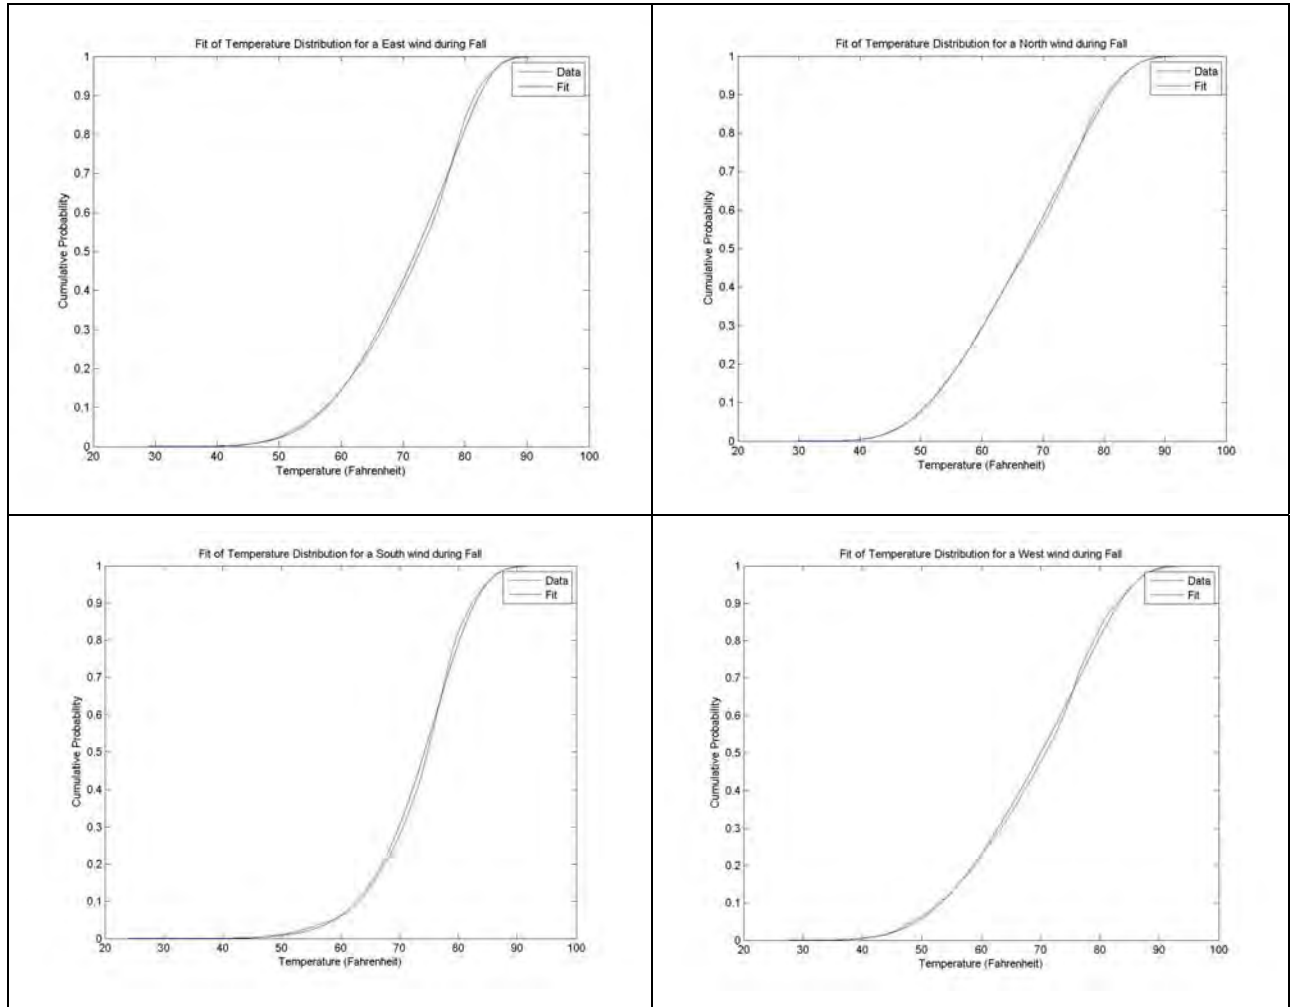 Fit of Temperature Distribution for a East wind during Fall
1
0.9
0.8
0.7
0.6
0.5
0.4
0.3
0.2
0.1
0
Cumulative Probability
Data
Fit
20 30 40 50 60 70 80 90 100
Temperature (Fahrenheit)
Fit of Temperature Distribution for a North wind during Fall
1
0.9
0.8
0.7
0.6
0.5
0.4
0.3
0.2
0.1
0
Cumulative Probability
Data
Fit
20 30 40 50 60 70 80 90 100
Temperature (Fahrenheit)
Fit of Temperature Distribution for a South wind during Fall
1
0.9
0.8
0.7
0.6
0.5
0.4
0.3
0.2
0.1
0
Cumulative Probability
Data
Fit
20 30 40 50 60 70 80 90 100
Temperature (Fahrenheit)
Fit of Temperature Distribution for a West wind during Fall
1
0.9
0.8
0.7
0.6
0.5
0.4
0.3
0.2
0.1
0
Cumulative Probability
Data
Fit
20 30 40 50 60 70 80 90 100
Temperature (Fahrenheit)